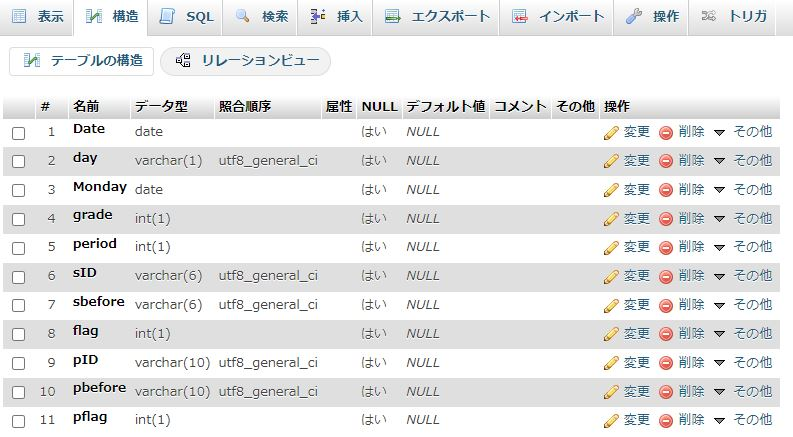 表示 構造 SQL 検索 挿入 エクスポート インポート 操作 トリガ
テーブルの構造 リレーションビュー
# 名前 データ型 照合順序 属性 NULL デフォルト値 コメント その他 操作
1 Date date はい NULL 変更 削除 その他
2 day varchar(1) utf8_general_ci はい NULL 変更 削除 その他
3 Monday date はい NULL 変更 削除 その他
4 grade int(1) はい NULL 変更 削除 その他
5 period int(1) はい NULL 変更 削除 その他
6 sID varchar(6) utf8_general_ci はい NULL 変更 削除 その他
7 sbefore varchar(6) utf8_general_ci はい NULL 変更 削除 その他
8 flag int(1) はい NULL 変更 削除 その他
9 pID varchar(10) utf8_general_ci はい NULL 変更 削除 その他
10 pbefore varchar(10) utf8_general_ci はい NULL 変更 削除 その他
11 pflag int(1) はい NULL 変更 削除 その他